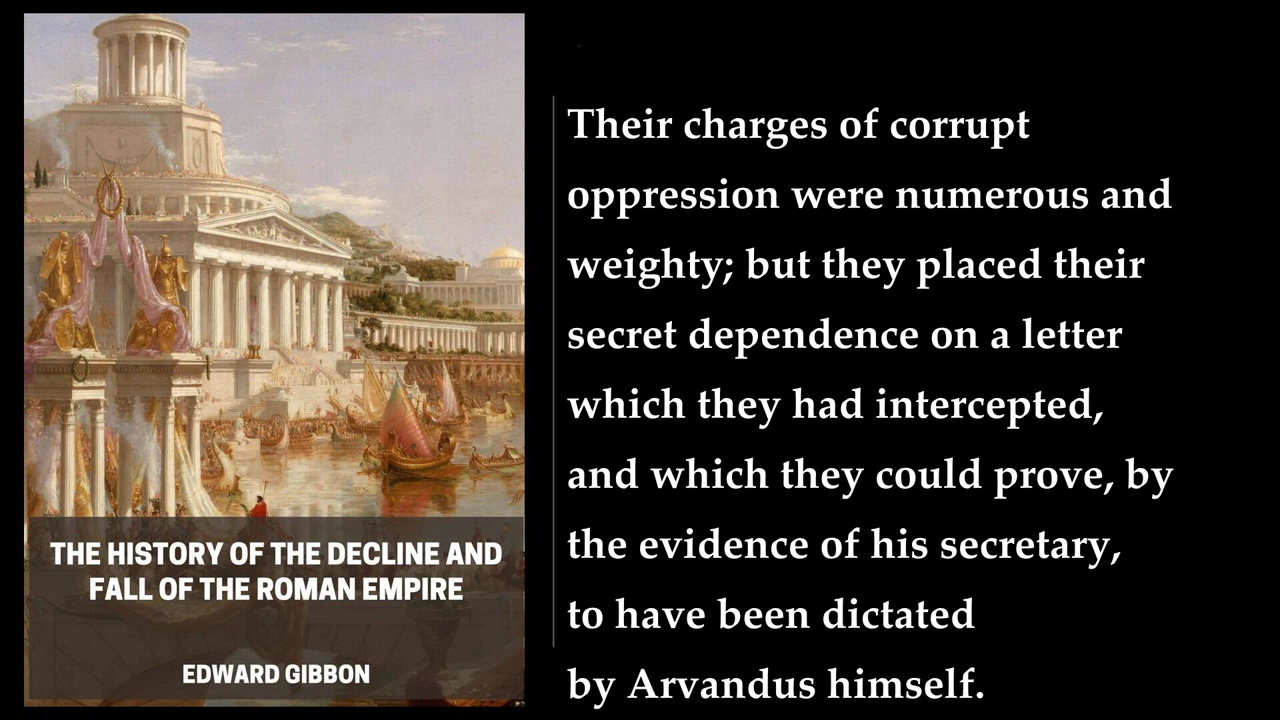 THE HISTORY OF THE DECLINE AND
FALL OF THE ROMAN EMPIRE
EDWARD GIBBON
Their charges of corrupt
oppression were numerous and
weighty; but they placed their
secret dependence on a letter
which they had intercepted,
and which they could prove, by
the evidence of his secretary,
to have been dictated
by Arvandus himself.